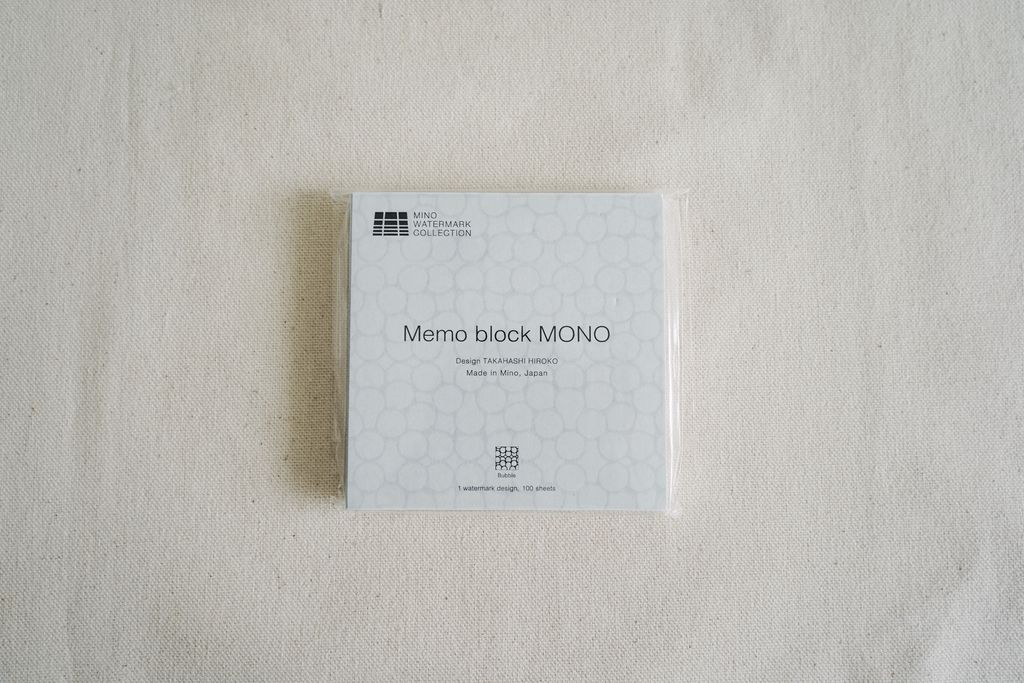 MINO
WATERMARK
COLLECTION
Memo block MONO
Design TAKAHASHI HIROKO
Made in Mino, Japan
Bubble
1 watermark design, 100 sheets